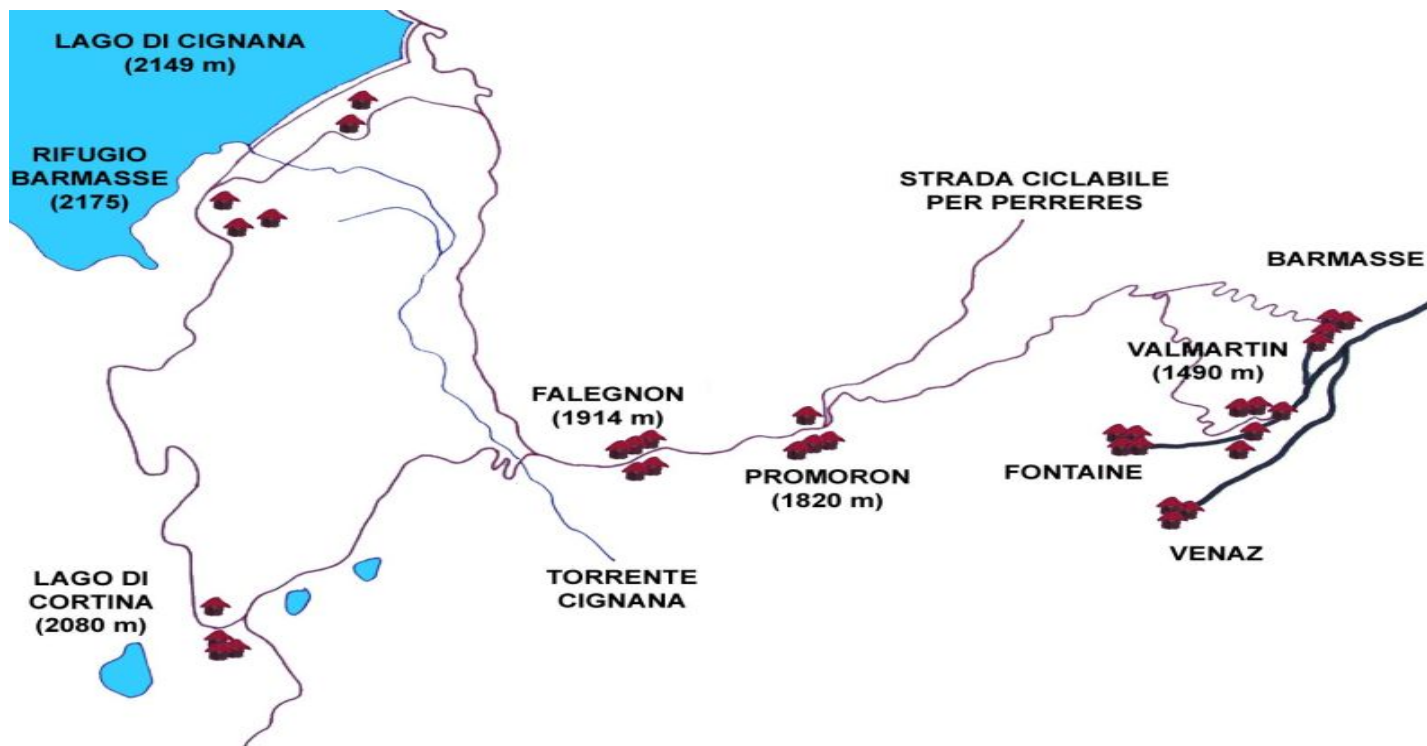 LAGO DI CIGNANA
(2149 m)
RIFUGIO
BARMASSE
(2175)
STRADA CICLABILE
PER PERRERES
BARMASSE
VALMARTIN
(1490 m)
FALEGNON
(1914 m)
PROMORON
(1820 m)
FONTAINE
VENAZ
TORRENTE
CIGNANA
LAGO DI
CORTINA
(2080 m)